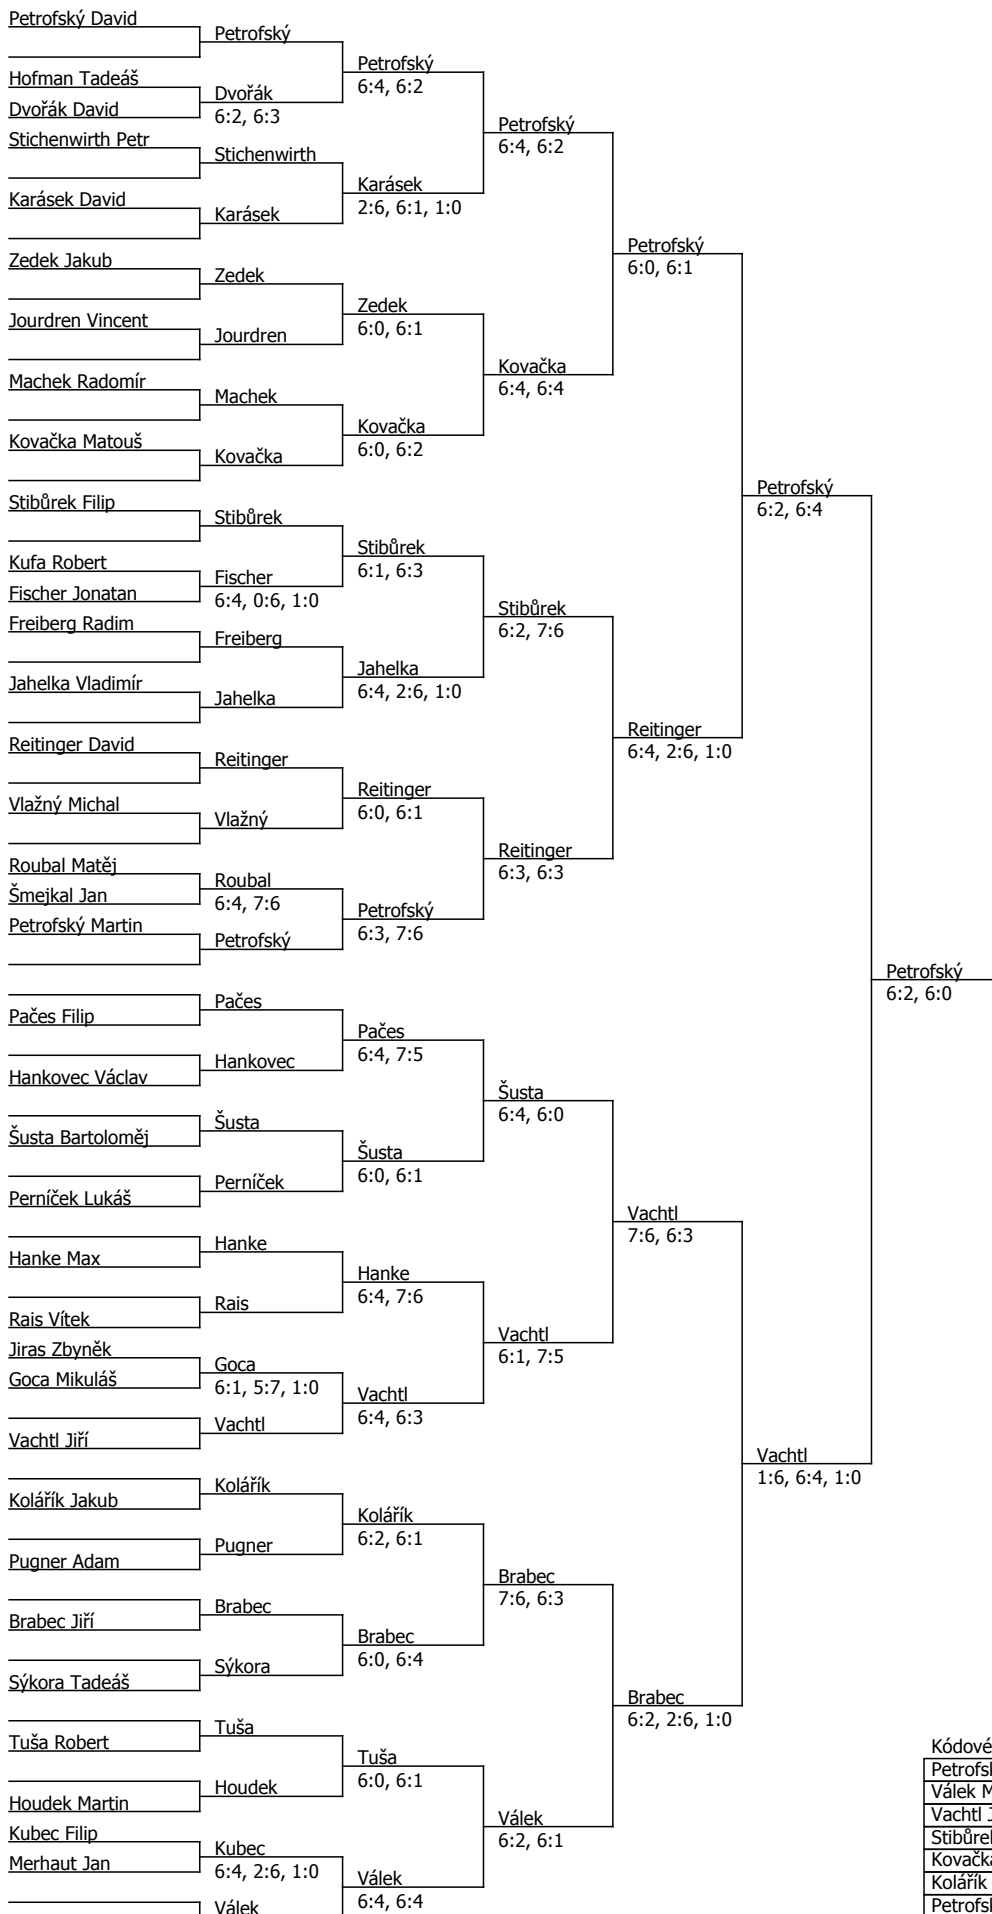 Petrofský David
Hofman Tadeáš
Dvořák David
Stichenwirth Petr
Karásek David
Zedek Jakub
Jourdren Vincent
Machek Radomír
Kovačka Matouš
Stibůrek Filip
Kufa Robert
Fischer Jonatan
Freiberg Radim
Jahelka Vladimír
Reitinger David
Vlažný Michal
Roubal Matěj
Šmejkal Jan
Petrofský Martin
Pačes Filip
Hankovec Václav
Šusta Bartoloměj
Perníček Lukáš
Hanke Max
Rais Vítek
Jiras Zbyněk
Goca Mikuláš
Vachtl Jiří
Kolářík Jakub
Pugner Adam
Brabec Jiří
Sýkora Tadeáš
Tuša Robert
Houdek Martin
Kubec Filip
Merhaut Jan
Petrofský
Dvořák
6:2, 6:3
Stichenwirth
Karásek
Zedek
Jourdren
Machek
Kovačka
Stibůrek
Fischer
6:4, 0:6, 1:0
Freiberg
Jahelka
Reitinger
Vlažný
Roubal
6:4, 7:6
Petrofský
Pačes
Hankovec
Šusta
Perníček
Hanke
Rais
Goca
6:1, 5:7, 1:0
Vachtl
Kolářík
Pugner
Brabec
Sýkora
Tuša
Houdek
Kubec
6:4, 2:6, 1:0
Válek
Petrofský
6:4, 6:2
Karásek
2:6, 6:1, 1:0
Zedek
6:0, 6:1
Kovačka
6:0, 6:2
Stibůrek
6:1, 6:3
Jahelka
6:4, 2:6, 1:0
Reitinger
6:0, 6:1
Petrofský
6:3, 7:6
Pačes
6:4, 7:5
Šusta
6:0, 6:1
Hanke
6:4, 7:6
Vachtl
6:4, 6:3
Kolářík
6:2, 6:1
Brabec
6:0, 6:4
Tuša
6:0, 6:1
Válek
6:4, 6:4
Petrofský
6:4, 6:2
Kovačka
6:4, 6:4
Stibůrek
6:2, 7:6
Reitinger
6:3, 6:3
Šusta
6:4, 6:0
Vachtl
6:1, 7:5
Brabec
7:6, 6:3
Válek
6:2, 6:1
Petrofský
6:0, 6:1
Reitinger
6:4, 2:6, 1:0
Vachtl
7:6, 6:3
Brabec
6:2, 2:6, 1:0
Petrofský
6:2, 6:4
Vachtl
1:6, 6:4, 1:0
Petrofský
6:2, 6:0
Kódové
Petrofsk
Válek M
Vachtl J
Stibůrek
Kovačka
Kolářík
Petrofsk